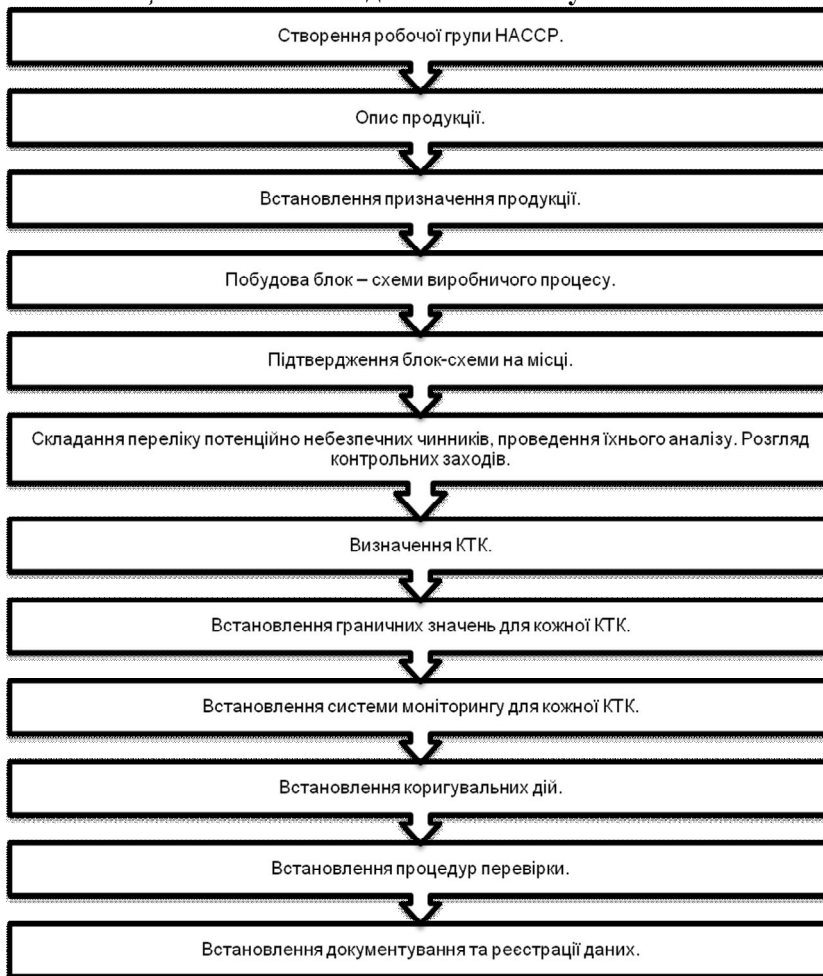 Створення робочої групи НАССР.
Опис продукції.
Встановлення призначення продукції.
Побудова блок – схеми виробничого процесу.
Підтвердження блок-схеми на місці.
Складання переліку потенційно небезпечних чинників, проведення їхнього аналізу. Розгляд
контрольних заходів.
Визначення КТК.
Встановлення граничних значень для кожної КТК.
Встановлення системи моніторингу для кожної КТК.
Встановлення коригувальних дій.
Встановлення процедур перевірки.
Встановлення документування та реєстрації даних.